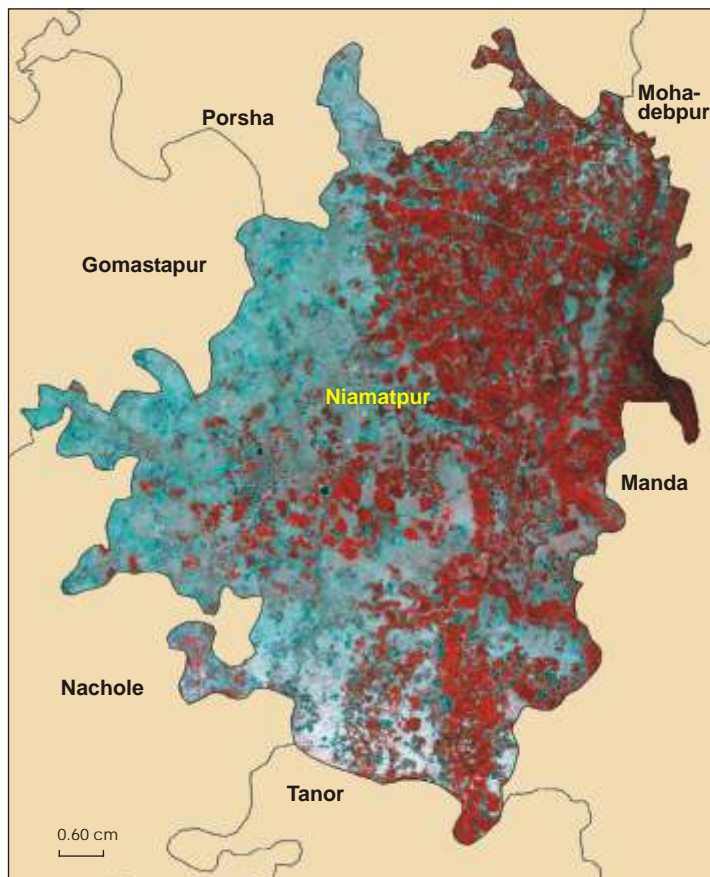 Porsha
Moha-
debpur
Gomastapur
Niamatpur
Manda
Nachole
Tanor
0.60 cm